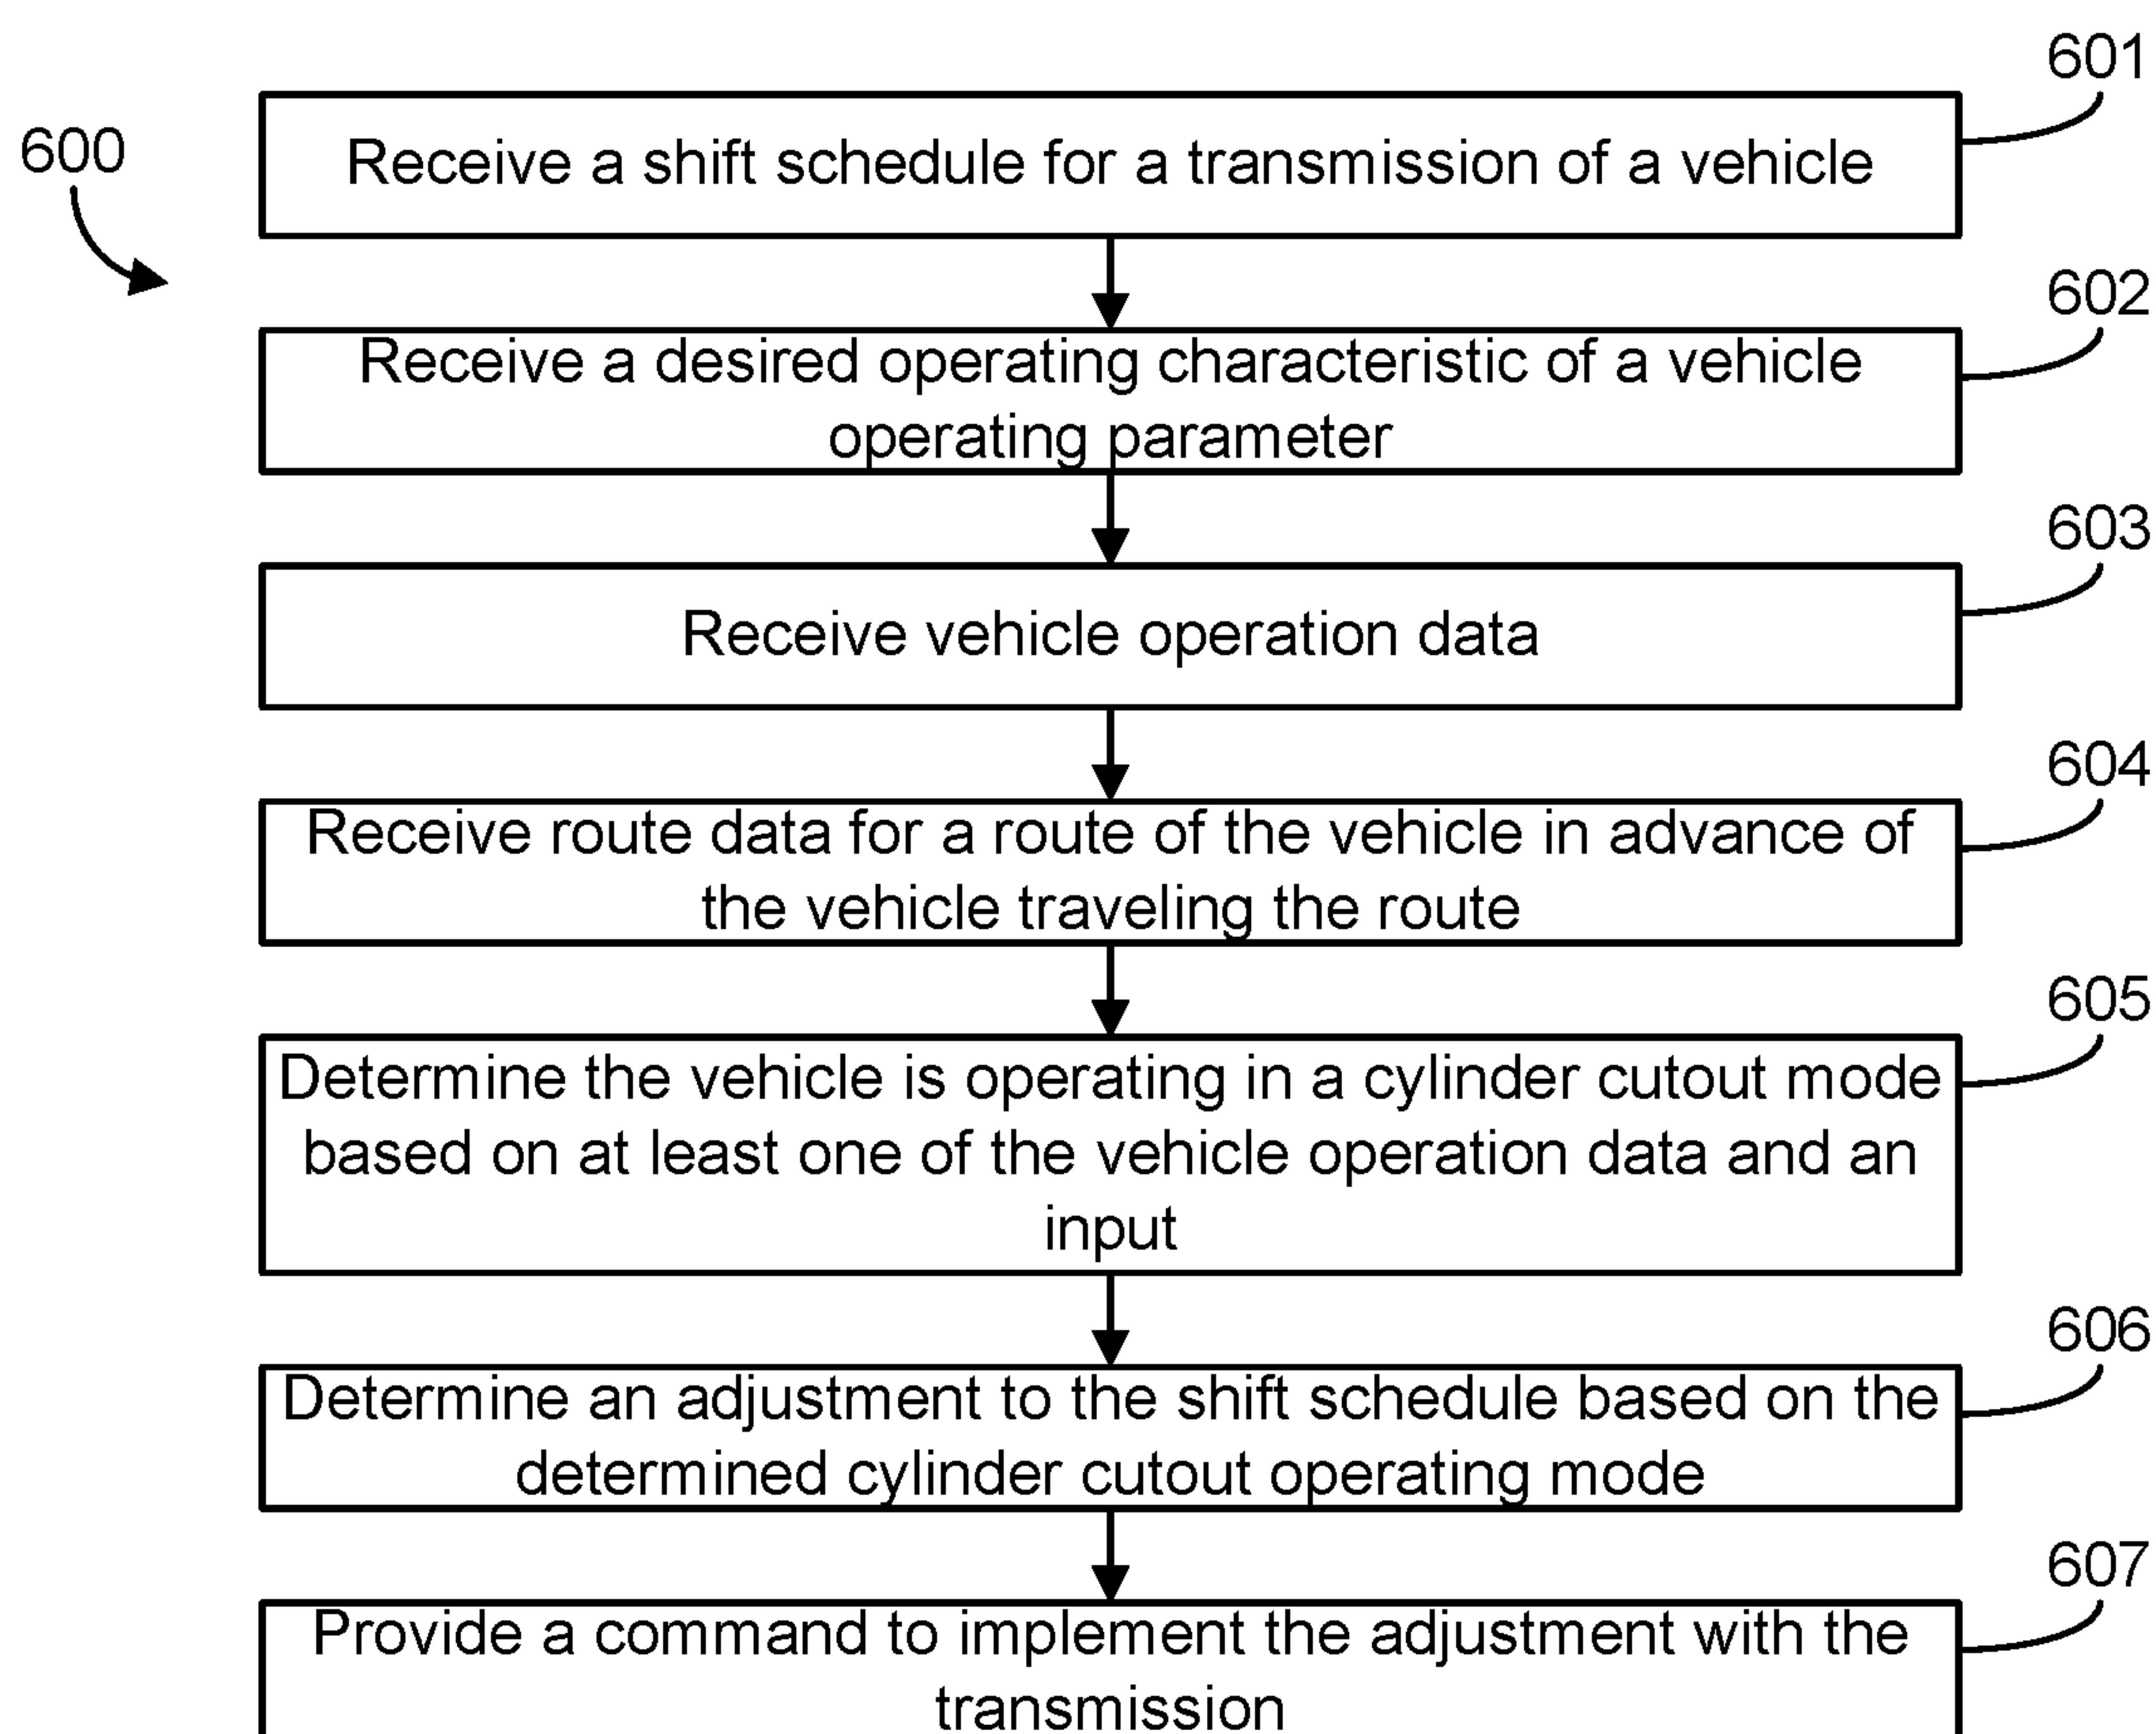 601
600
Receive a shift schedule for a transmission of a vehicle
602
Receive a desired operating characteristic of a vehicle
operating parameter
603
Receive vehicle operation data
604
Receive route data for a route of the vehicle in advance of
the vehicle traveling the route
605
Determine the vehicle is operating in a cylinder cutout mode
based on at least one of the vehicle operation data and an
input
606
Determine an adjustment to the shift schedule based on the
determined cylinder cutout operating mode
607
Provide a command to implement the adjustment with the
transmission